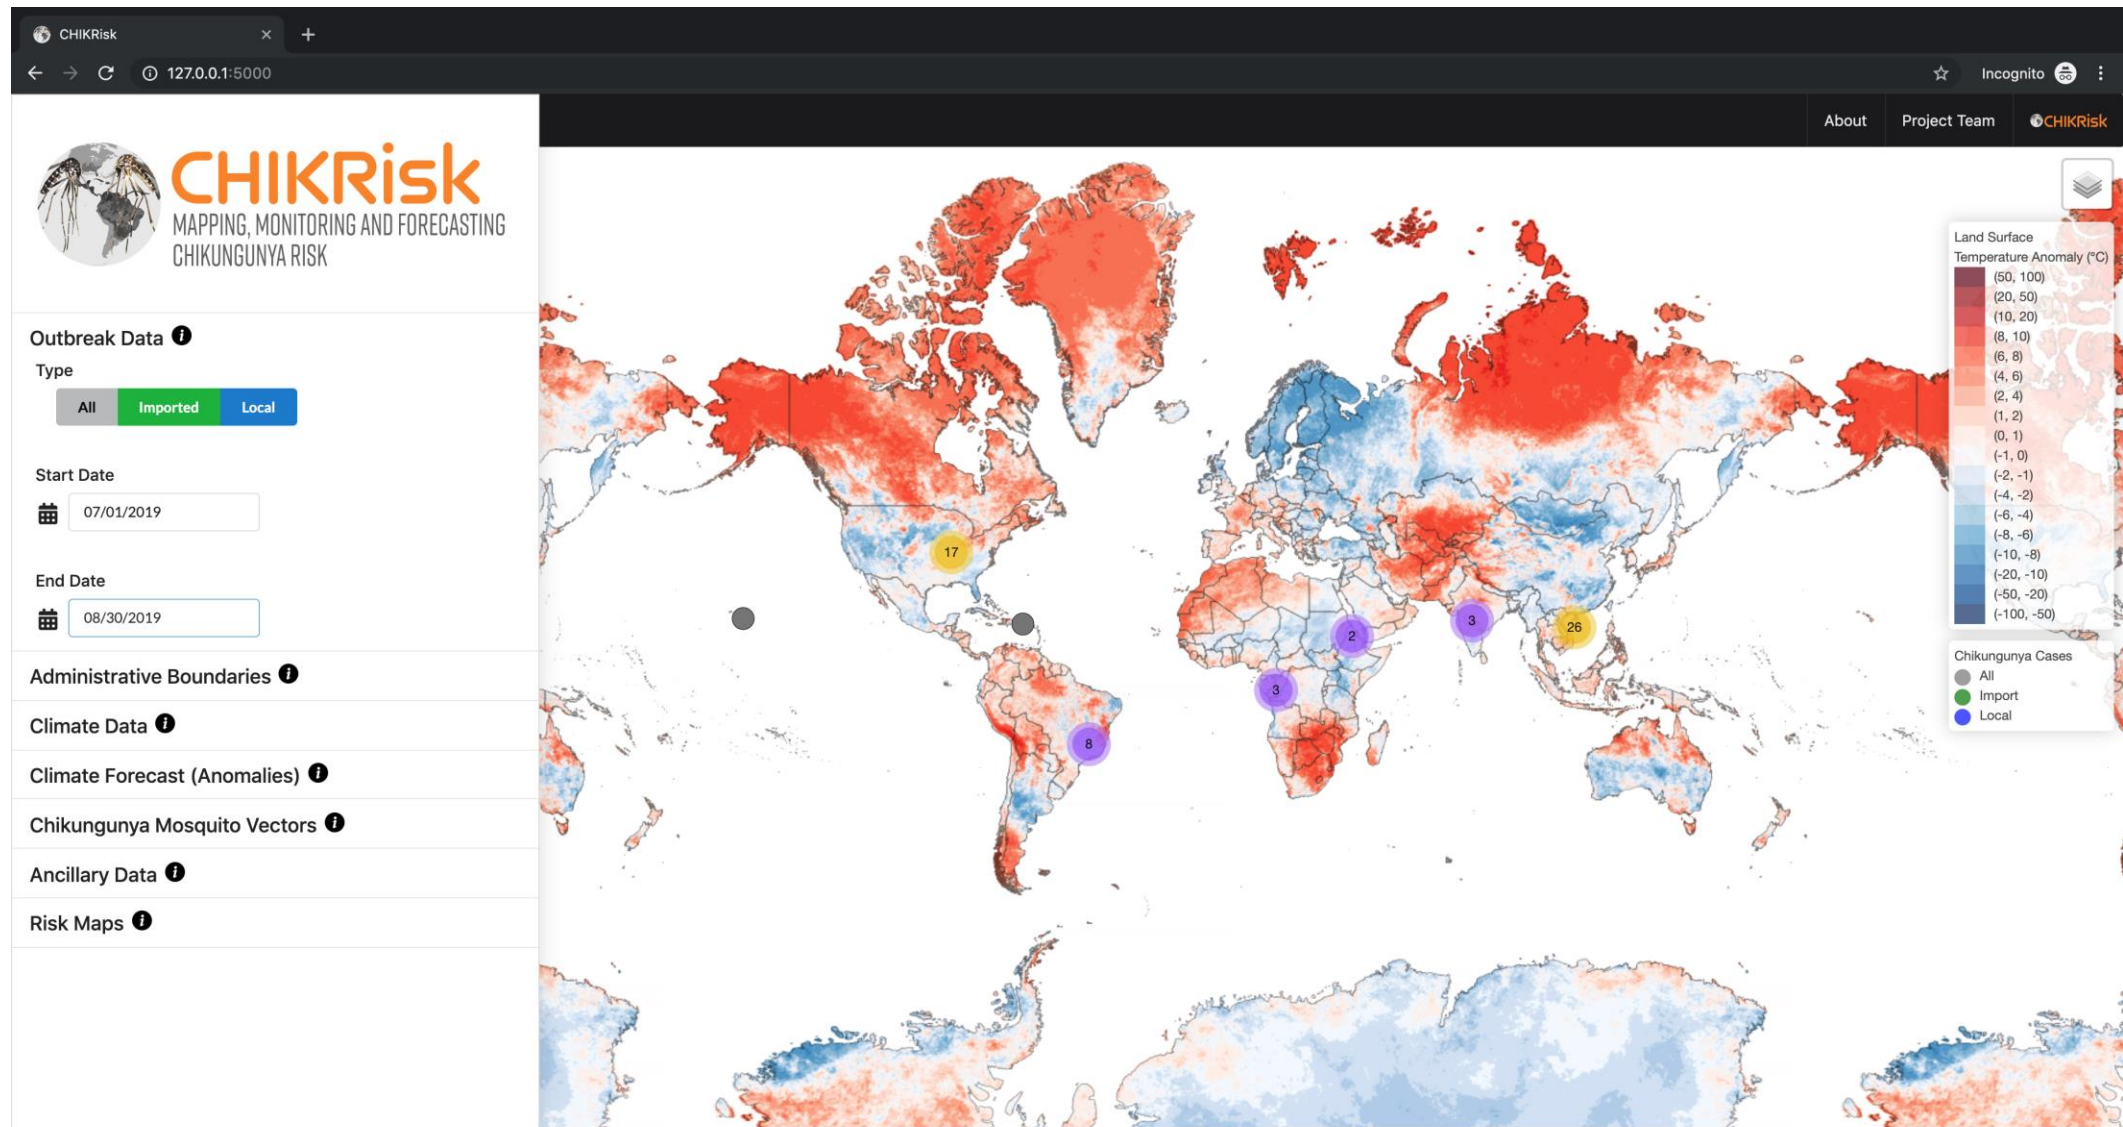 CHIKRisk
127.0.0.1:5000
Incognito
About
Project Team
CHIKRisk
CHIKRisk
MAPPING, MONITORING AND FORECASTING
CHIKUNGUNYA RISK
Outbreak Data
Type
All
Imported
Local
Start Date
07/01/2019
End Date
08/30/2019
Administrative Boundaries
Climate Data
Climate Forecast (Anomalies)
Chikungunya Mosquito Vectors
Ancillary Data
Risk Maps
17
2
3
26
3
8
Land Surface
Temperature Anomaly (°C)
(50, 100)
(20, 50)
(10, 20)
(8, 10)
(6, 8)
(4, 6)
(2, 4)
(1, 2)
(0, 1)
(-1, 0)
(-2, -1)
(-4, -2)
(-6, -4)
(-8, -6)
(-10, -8)
(-20, -10)
(-50, -20)
(-100, -50)
Chikungunya Cases
All
Import
Local